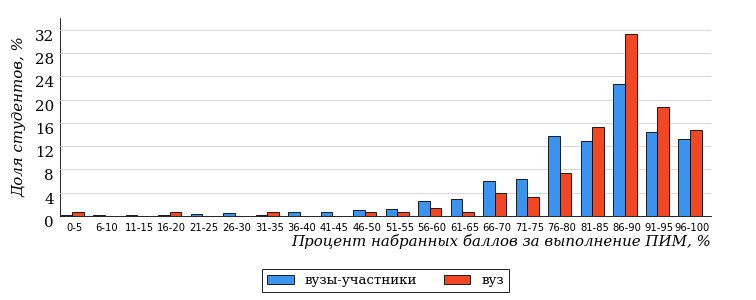 Доля студентов, %
32
28
24
20
16
12
8
4
0
0-5 6-10 11-15 16-20 21-25 26-30 31-35 36-40 41-45 46-50 51-55 56-60 61-65 66-70 71-75 76-80 81-85 86-90 91-95 96-100
Процент набранных баллов за выполнение ПИМ, %
вузы-участники вуз